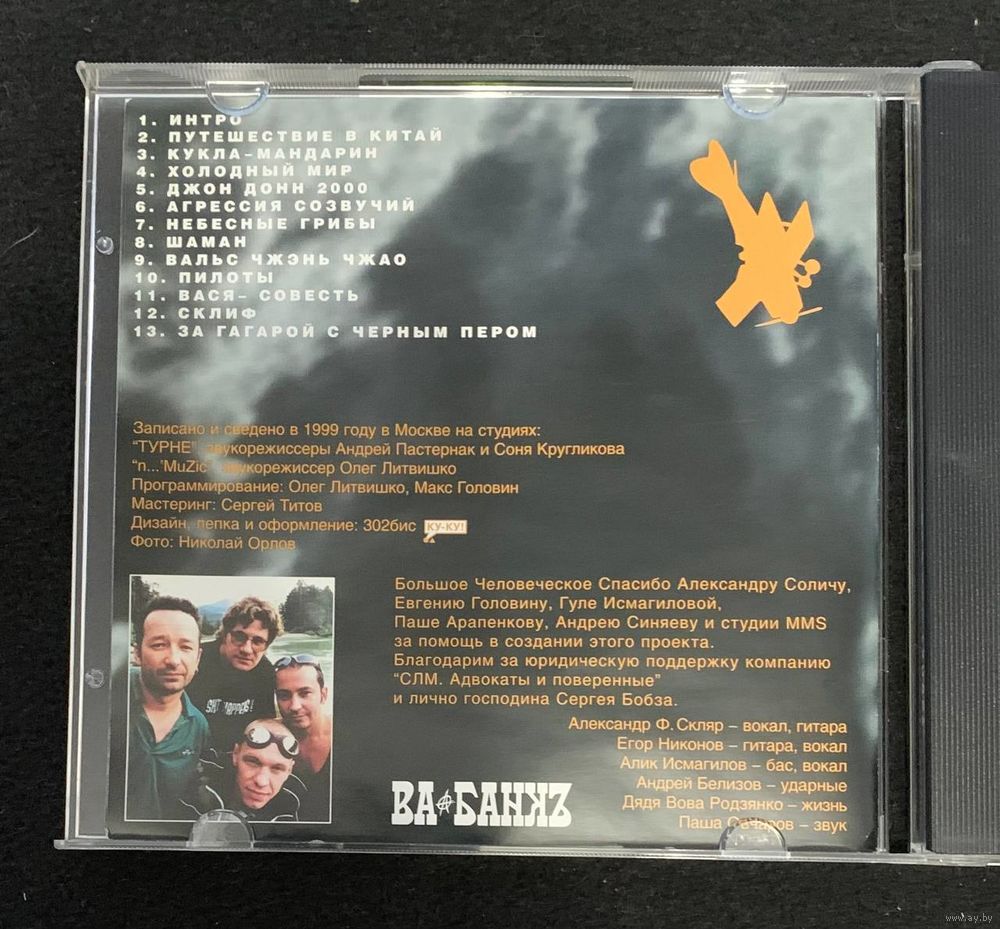 1. ИНТРО
2. ПУТЕШЕСТВИЕ В КИТАЙ
3. КУКЛА-МАНДАРИН
4. ХОЛОДНЫЙ МИР
5. ДЖОН ДОНН 2000
6. АГРЕССИЯ СОЗВУЧИЙ
7. НЕБЕСНЫЕ ГРИБЫ
8. ШАМАН
9. ВАЛЬС ЧЖЭНЬ ЧЖАО
10. ПИЛОТЫ
11. ВАСЯ- СОВЕСТЬ
12. СКЛИФ
13. ЗА ГАГАРОЙ С ЧЕРНЫМ ПЕРОМ
Записано и сведено в 1999 году в Москве на студиях:
“ТУРНЕ”, звукорежиссеры Андрей Пастернак и Соня Кругликова
“n...'MuZic”, звукорежиссер Олег Литвишко
Программирование: Олег Литвишко, Макс Головин
Мастеринг: Сергей Титов
Дизайн, лепка и оформление: 302бис КУ-КУ!
Фото: Николай Орлов
Большое Человеческое Спасибо Александру Соличу,
Евгению Головину, Гуле Исмагиловой,
Паше Арапенкову, Андрею Синяеву и студии MMS
за помощь в создании этого проекта.
Благодарим за юридическую поддержку компанию
“СЛМ. Адвокаты и поверенные”
и лично господина Сергея Бобза.
Александр Ф. Скляр – вокал, гитара
Егор Никонов – гитара, вокал
Алик Исмагилов – бас, вокал
Андрей Белизов – ударные
Дядя Вова Родзянко – жизнь
Паша – звук
ВА БАНКЪ
www.ay.by